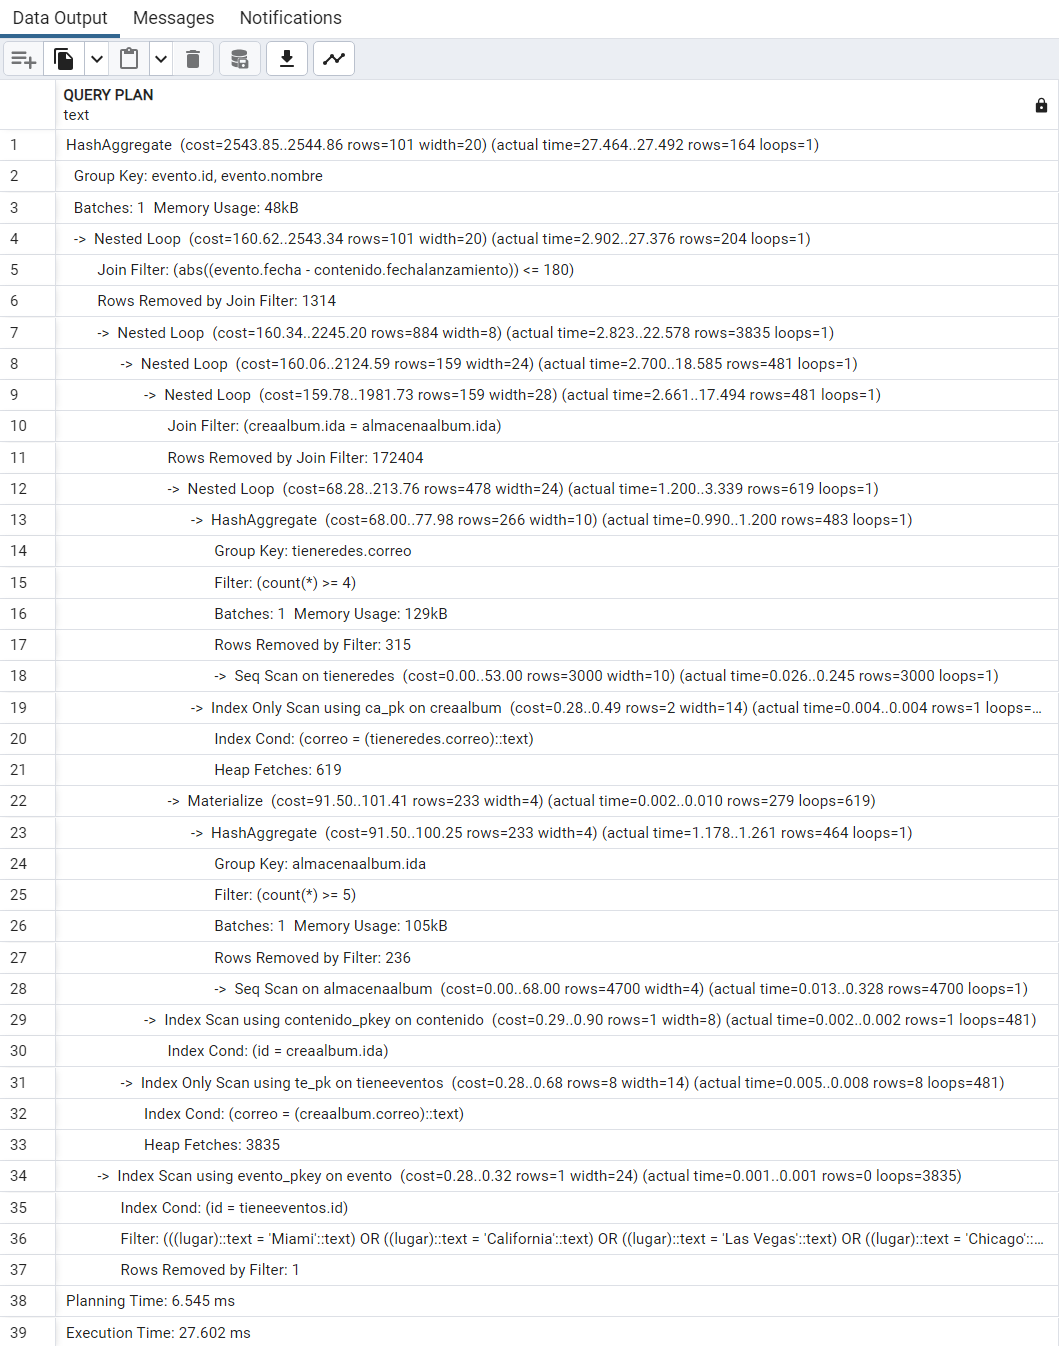 Data Output Messages Notifications
QUERY PLAN
text
1 HashAggregate (cost=2543.85..2544.86 rows=101 width=20) (actual time=27.464..27.492 rows=164 loops=1)
2 Group Key: evento.id, evento.nombre
3 Batches: 1 Memory Usage: 48kB
4 -> Nested Loop (cost=160.62..2543.34 rows=101 width=20) (actual time=2.902..27.376 rows=204 loops=1)
5 Join Filter: (abs((evento.fecha - contenido.fechalanzamiento)) <= 180)
6 Rows Removed by Join Filter: 1314
7 -> Nested Loop (cost=160.34..2245.20 rows=884 width=8) (actual time=2.823..22.578 rows=3835 loops=1)
8 -> Nested Loop (cost=160.06..2124.59 rows=159 width=24) (actual time=2.700..18.585 rows=481 loops=1)
9 -> Nested Loop (cost=159.78..1981.73 rows=159 width=28) (actual time=2.661..17.494 rows=481 loops=1)
10 Join Filter: (creaalbum.ida = almacenaalbum.ida)
11 Rows Removed by Join Filter: 172404
12 -> Nested Loop (cost=68.28..213.76 rows=478 width=24) (actual time=1.200..3.339 rows=619 loops=1)
13 -> HashAggregate (cost=68.00..77.98 rows=266 width=10) (actual time=0.990..1.200 rows=483 loops=1)
14 Group Key: tieneredes.correo
15 Filter: (count(*) >= 4)
16 Batches: 1 Memory Usage: 129kB
17 Rows Removed by Filter: 315
18 -> Seq Scan on tieneredes (cost=0.00..53.00 rows=3000 width=10) (actual time=0.026..0.245 rows=3000 loops=1)
19 -> Index Only Scan using ca_pk on creaalbum (cost=0.28..0.49 rows=2 width=14) (actual time=0.004..0.004 rows=1 loops=...
20 Index Cond: (correo = (tieneredes.correo)::text)
21 Heap Fetches: 619
22 -> Materialize (cost=91.50..101.41 rows=233 width=4) (actual time=0.002..0.010 rows=279 loops=619)
23 -> HashAggregate (cost=91.50..100.25 rows=233 width=4) (actual time=1.178..1.261 rows=464 loops=1)
24 Group Key: almacenaalbum.ida
25 Filter: (count(*) >= 5)
26 Batches: 1 Memory Usage: 105kB
27 Rows Removed by Filter: 236
28 -> Seq Scan on almacenaalbum (cost=0.00..68.00 rows=4700 width=4) (actual time=0.013..0.328 rows=4700 loops=1)
29 -> Index Scan using contenido_pkey on contenido (cost=0.29..0.90 rows=1 width=8) (actual time=0.002..0.002 rows=1 loops=481)
30 Index Cond: (id = creaalbum.ida)
31 -> Index Only Scan using te_pk on tieneeventos (cost=0.28..0.68 rows=8 width=14) (actual time=0.005..0.008 rows=8 loops=481)
32 Index Cond: (correo = (creaalbum.correo)::text)
33 Heap Fetches: 3835
34 -> Index Scan using evento_pkey on evento (cost=0.28..0.32 rows=1 width=24) (actual time=0.001..0.001 rows=0 loops=3835)
35 Index Cond: (id = tieneeventos.id)
36 Filter: (((lugar)::text = 'Miami'::text) OR ((lugar)::text = 'California'::text) OR ((lugar)::text = 'Las Vegas'::text) OR ((lugar)::text = 'Chicago'::...
37 Rows Removed by Filter: 1
38 Planning Time: 6.545 ms
39 Execution Time: 27.602 ms